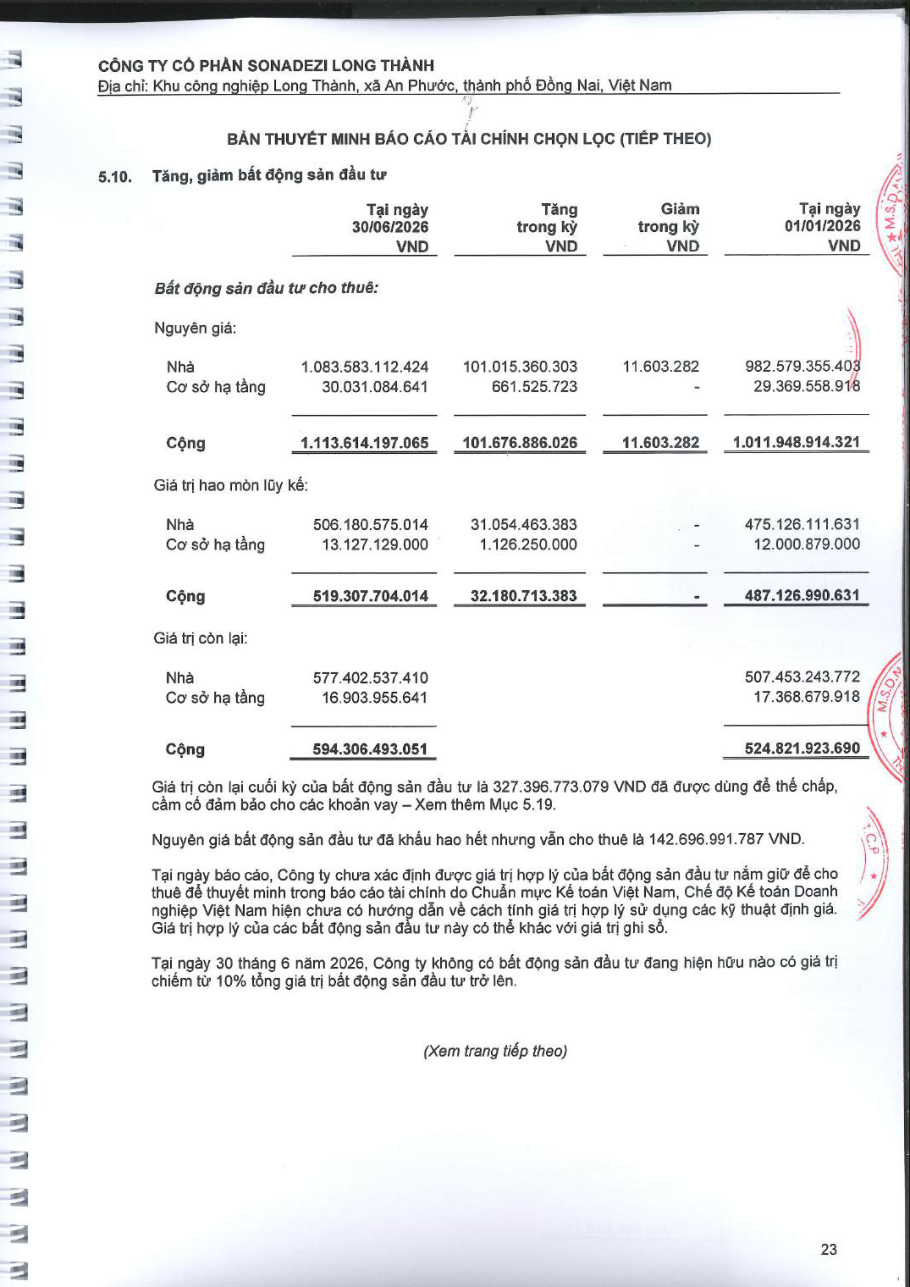 CÔNG TY CỔ PHẦN SONADEZI LONG THÀNH
Địa chỉ: Khu công nghiệp Long Thành, xã An Phước, thành phố Đồng Nai, Việt Nam
BẢN THUYẾT MINH BÁO CÁO TÀI CHÍNH CHỌN LỌC (TIẾP THEO)
5.10. Tăng, giảm bất động sản đầu tư
Tại ngày Tăng Giảm Tại ngày
30/06/2026 trong kỳ trong kỳ 01/01/2026
VND VND VND VND
Bất động sản đầu tư cho thuê:
Nguyên giá:
Nhà 1.083.583.112.424 101.015.360.303 11.603.282 982.579.355.403
Cơ sở hạ tầng 30.031.084.641 661.525.723 - 29.369.558.918
Cộng 1.113.614.197.065 101.676.886.026 11.603.282 1.011.948.914.321
Giá trị hao mòn lũy kế:
Nhà 506.180.575.014 31.054.463.383 - 475.126.111.631
Cơ sở hạ tầng 13.127.129.000 1.126.250.000 - 12.000.879.000
Cộng 519.307.704.014 32.180.713.383 - 487.126.990.631
Giá trị còn lại:
Nhà 577.402.537.410 507.453.243.772
Cơ sở hạ tầng 16.903.955.641 17.368.679.918
Cộng 594.306.493.051 524.821.923.690
Giá trị còn lại cuối kỳ của bất động sản đầu tư là 327.396.773.079 VND đã được dùng để thế chấp,
cầm cố đảm bảo cho các khoản vay – Xem thêm Mục 5.19.
Nguyên giá bất động sản đầu tư đã khấu hao hết nhưng vẫn cho thuê là 142.696.991.787 VND.
Tại ngày báo cáo, Công ty chưa xác định được giá trị hợp lý của bất động sản đầu tư nắm giữ để cho
thuê để thuyết minh trong báo cáo tài chính do Chuẩn mực Kế toán Việt Nam, Chế độ Kế toán Doanh
nghiệp Việt Nam hiện chưa có hướng dẫn về cách tính giá trị hợp lý sử dụng các kỹ thuật định giá.
Giá trị hợp lý của các bất động sản đầu tư này có thể khác với giá trị ghi sổ.
Tại ngày 30 tháng 6 năm 2026, Công ty không có bất động sản đầu tư đang hiện hữu nào có giá trị
chiếm từ 10% tổng giá trị bất động sản đầu tư trở lên.
(Xem trang tiếp theo)
23
M.S.D.N
M.S.D.N
T.C.P